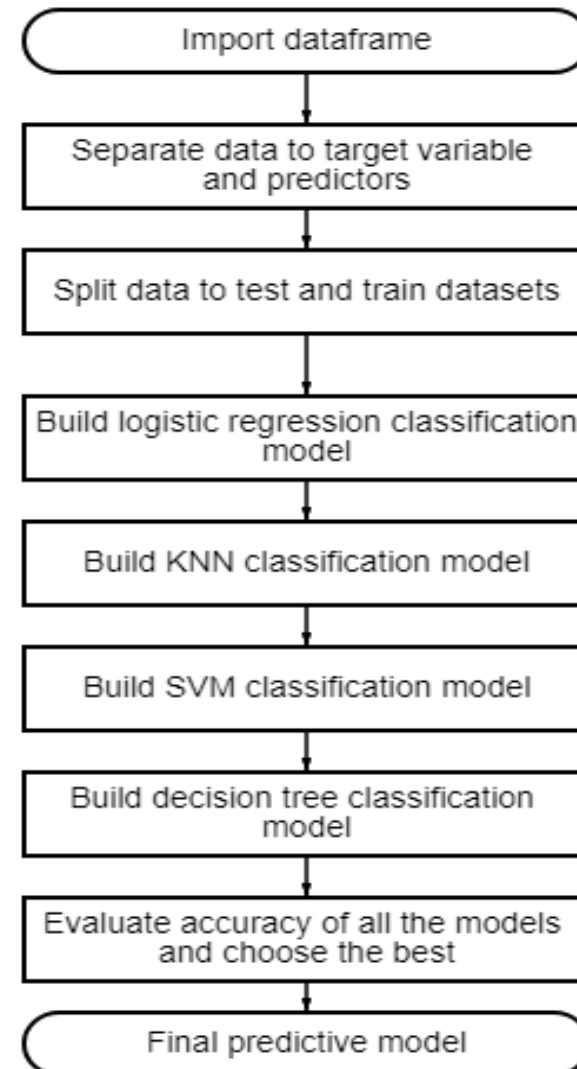 Import dataframe
Separate data to target variable
and predictors
Split data to test and train datasets
Build logistic regression classification
model
Build KNN classification model
Build SVM classification model
Build decision tree classification
model
Evaluate accuracy of all the models
and choose the best
Final predictive model